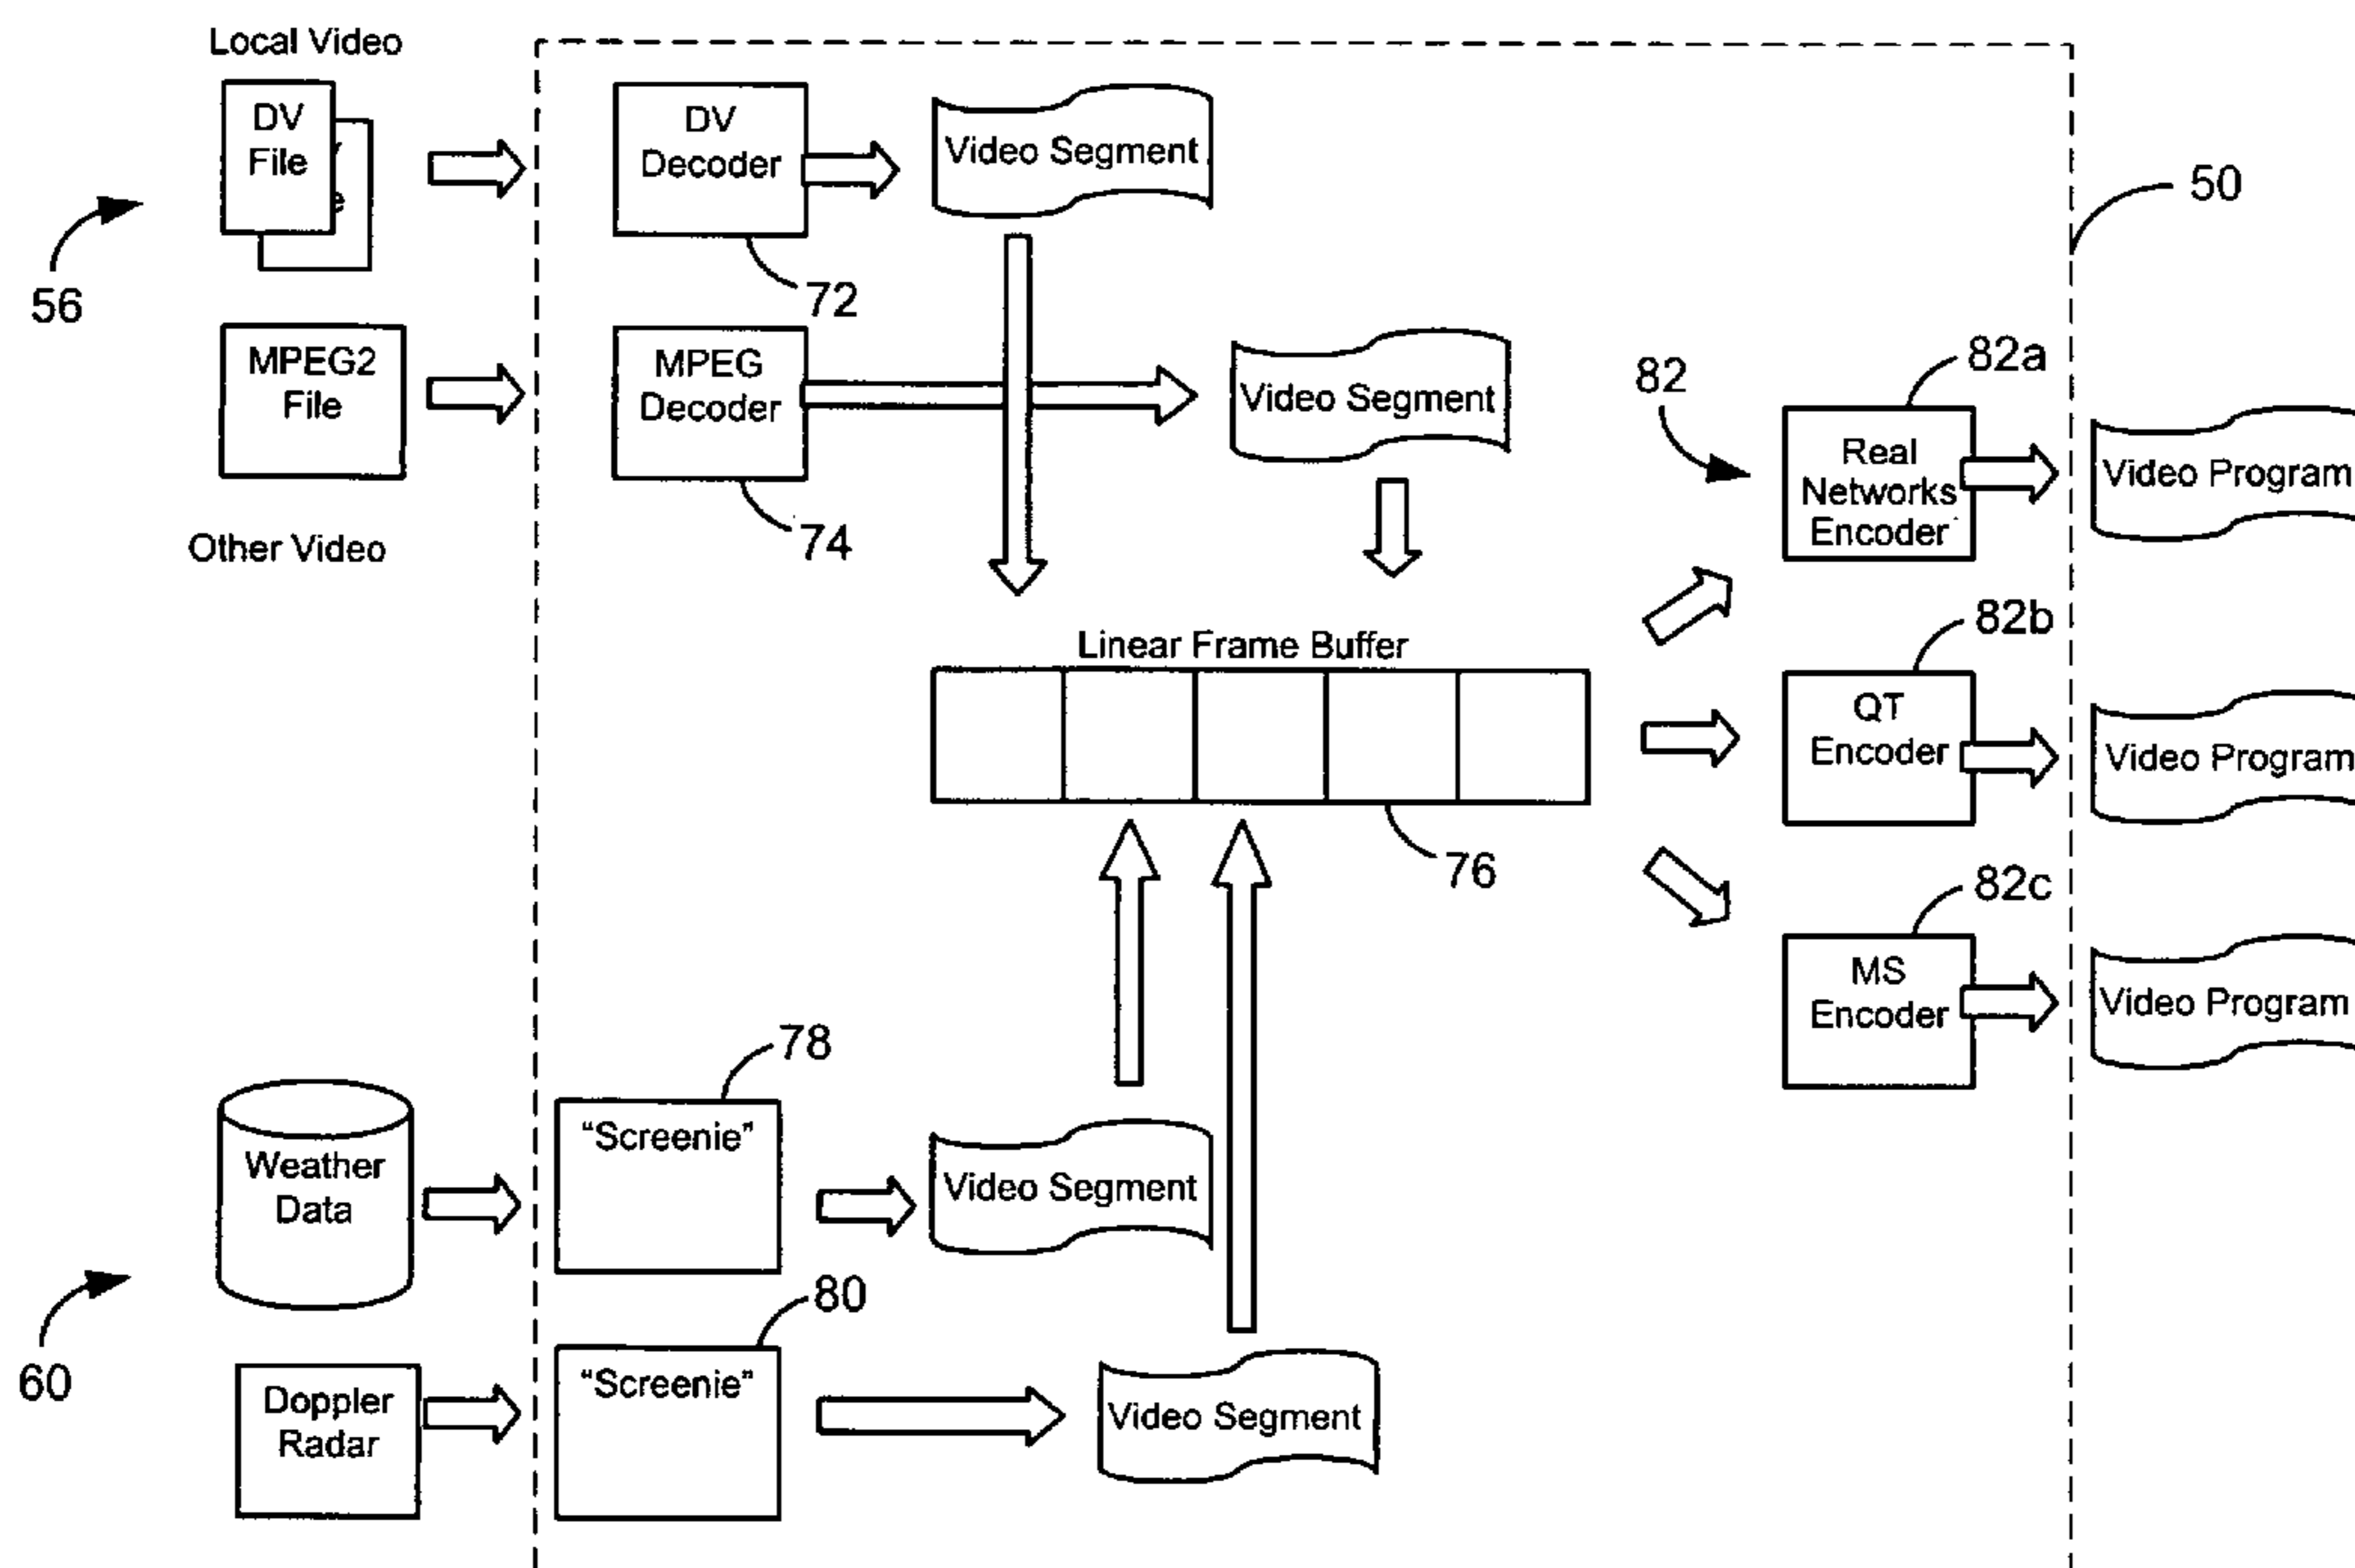 Local Video
DV
File
e
56
MPEG2
File
Other Video
DV
Decoder
72
Video Segment
MPEG
Decoder
74
Video Segment
50
82
82a
Real
Networks
Encoder
Video Program
Linear Frame Buffer
76
82b
QT
Encoder
Video Program
82c
MS
Encoder
Video Program
Weather
Data
60
78
"Screenie"
Video Segment
Doppler
Radar
80
"Screenie"
Video Segment